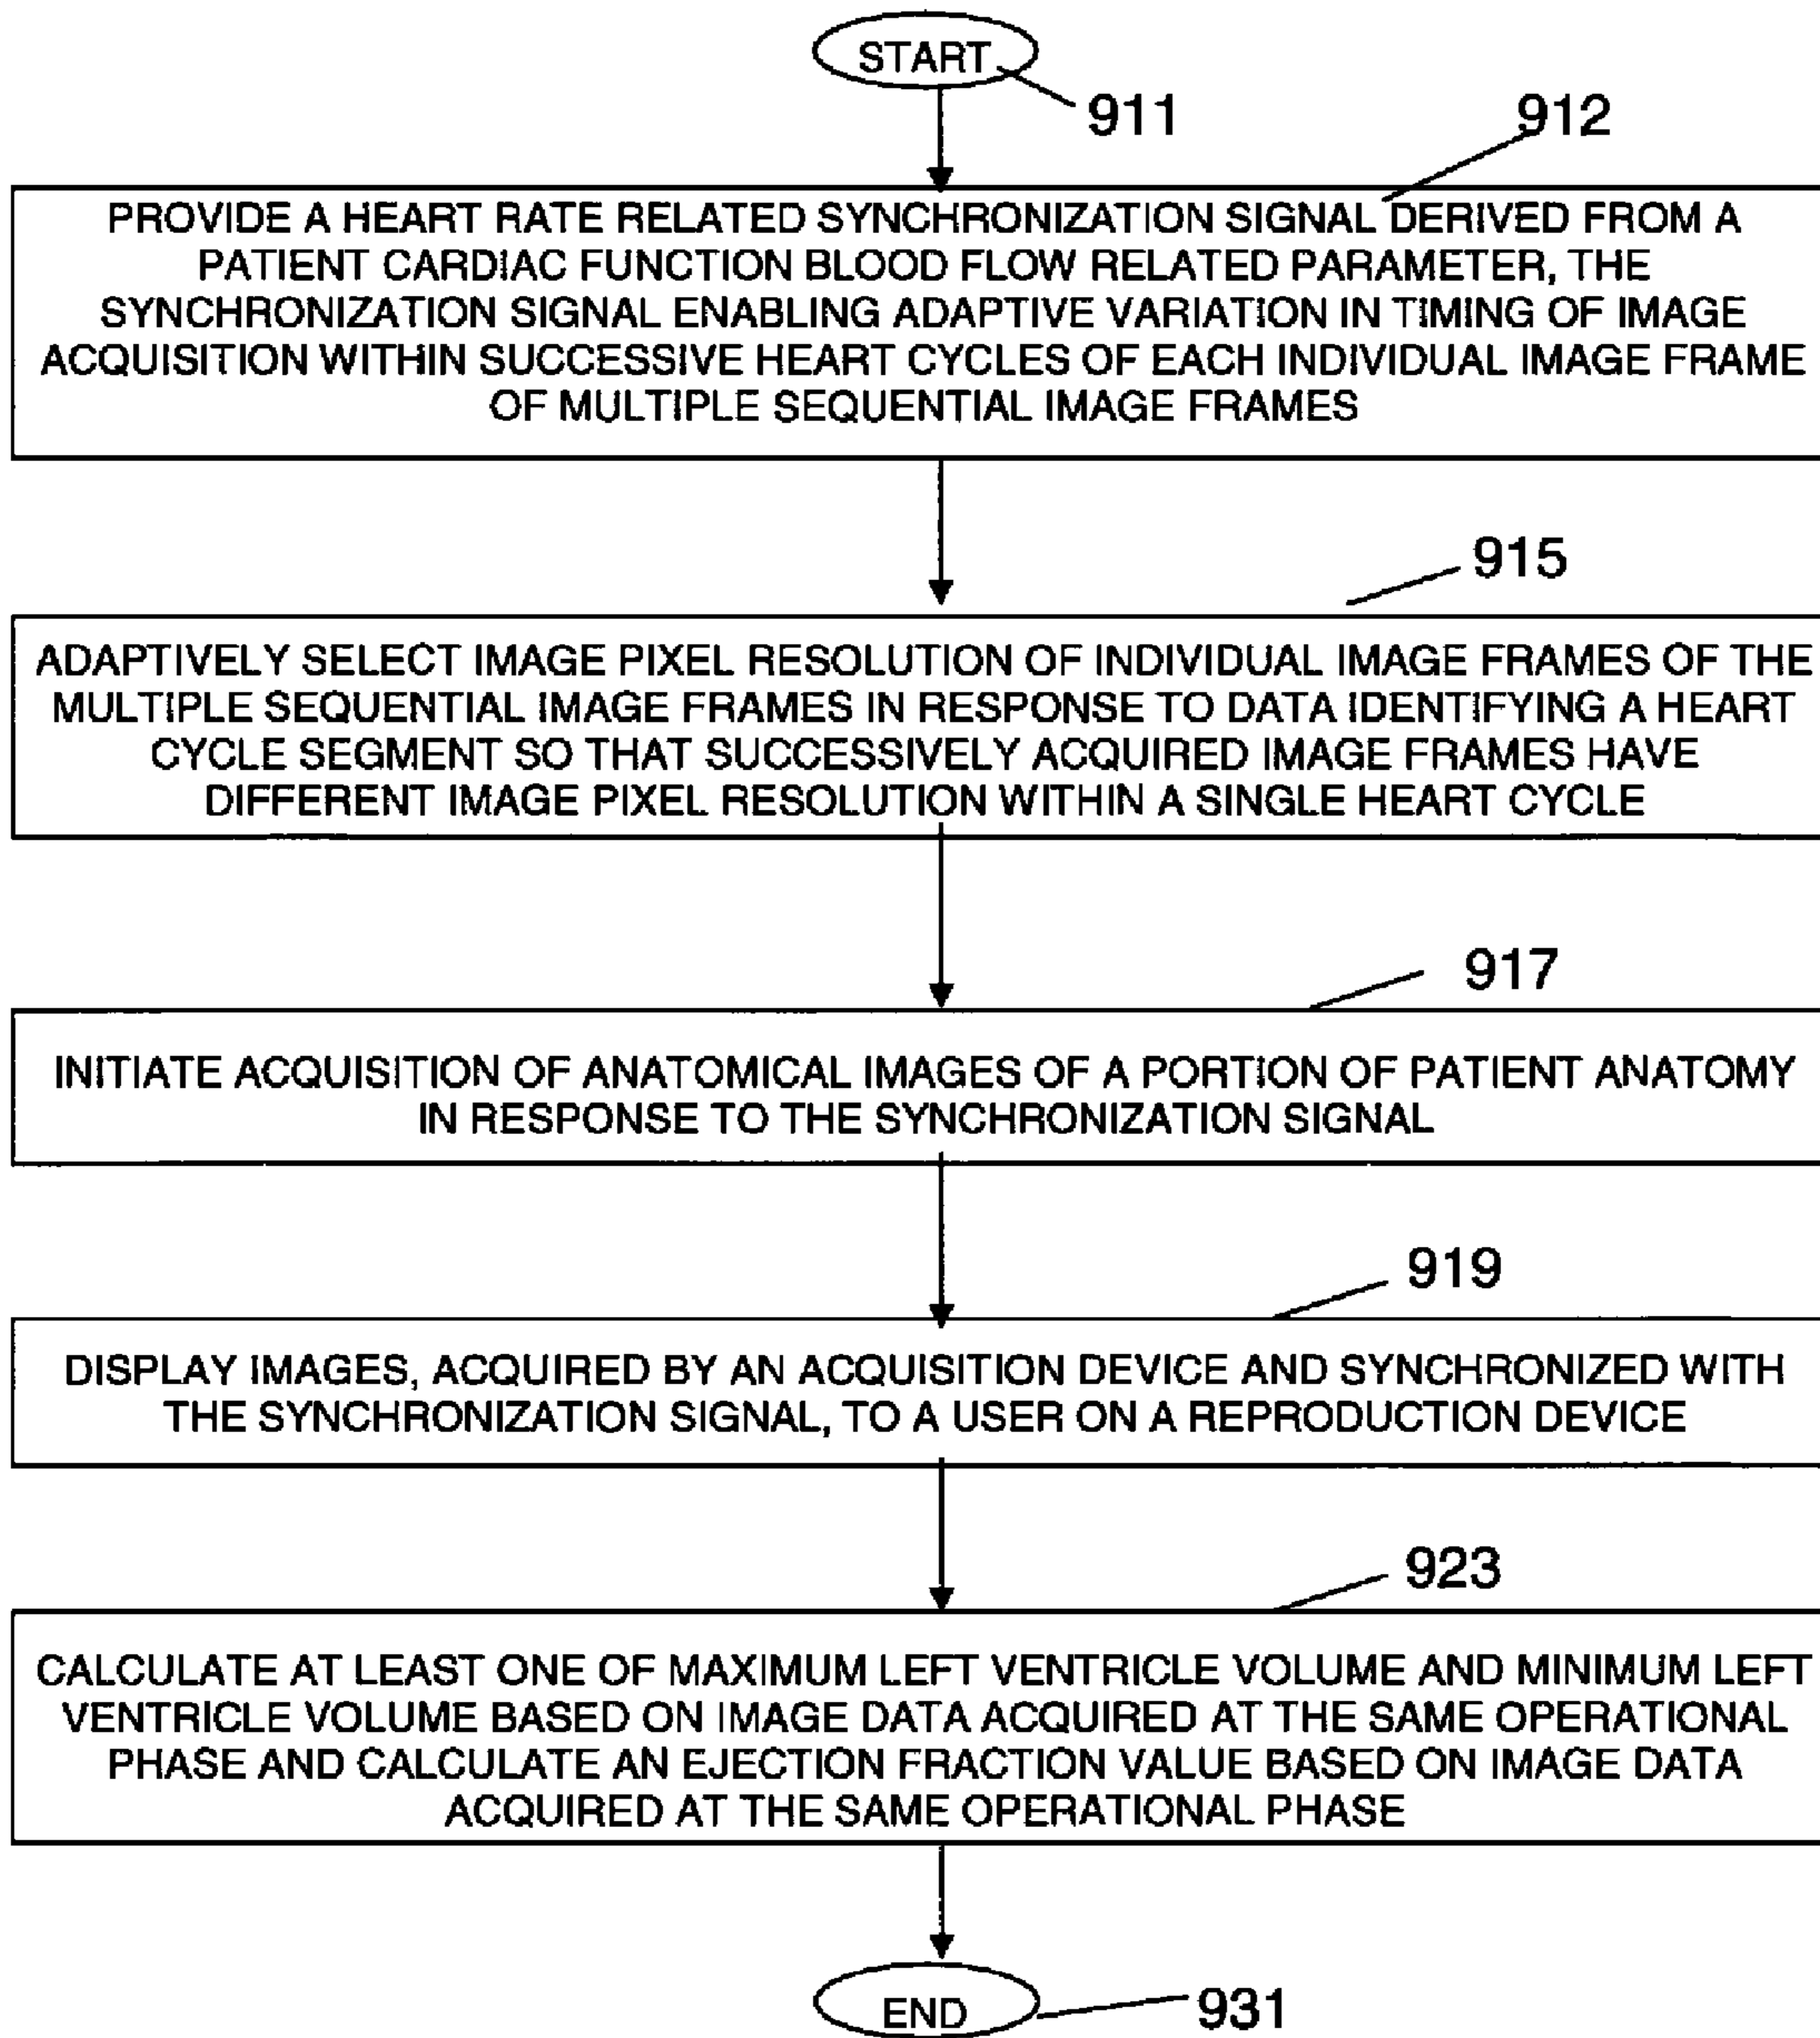 START
911
912
PROVIDE A HEART RATE RELATED SYNCHRONIZATION SIGNAL DERIVED FROM A
PATIENT CARDIAC FUNCTION BLOOD FLOW RELATED PARAMETER, THE
SYNCHRONIZATION SIGNAL ENABLING ADAPTIVE VARIATION IN TIMING OF IMAGE
ACQUISITION WITHIN SUCCESSIVE HEART CYCLES OF EACH INDIVIDUAL IMAGE FRAME
OF MULTIPLE SEQUENTIAL IMAGE FRAMES
915
ADAPTIVELY SELECT IMAGE PIXEL RESOLUTION OF INDIVIDUAL IMAGE FRAMES OF THE
MULTIPLE SEQUENTIAL IMAGE FRAMES IN RESPONSE TO DATA IDENTIFYING A HEART
CYCLE SEGMENT SO THAT SUCCESSIVELY ACQUIRED IMAGE FRAMES HAVE
DIFFERENT IMAGE PIXEL RESOLUTION WITHIN A SINGLE HEART CYCLE
917
INITIATE ACQUISITION OF ANATOMICAL IMAGES OF A PORTION OF PATIENT ANATOMY
IN RESPONSE TO THE SYNCHRONIZATION SIGNAL
919
DISPLAY IMAGES, ACQUIRED BY AN ACQUISITION DEVICE AND SYNCHRONIZED WITH
THE SYNCHRONIZATION SIGNAL, TO A USER ON A REPRODUCTION DEVICE
923
CALCULATE AT LEAST ONE OF MAXIMUM LEFT VENTRICLE VOLUME AND MINIMUM LEFT
VENTRICLE VOLUME BASED ON IMAGE DATA ACQUIRED AT THE SAME OPERATIONAL
PHASE AND CALCULATE AN EJECTION FRACTION VALUE BASED ON IMAGE DATA
ACQUIRED AT THE SAME OPERATIONAL PHASE
END
931